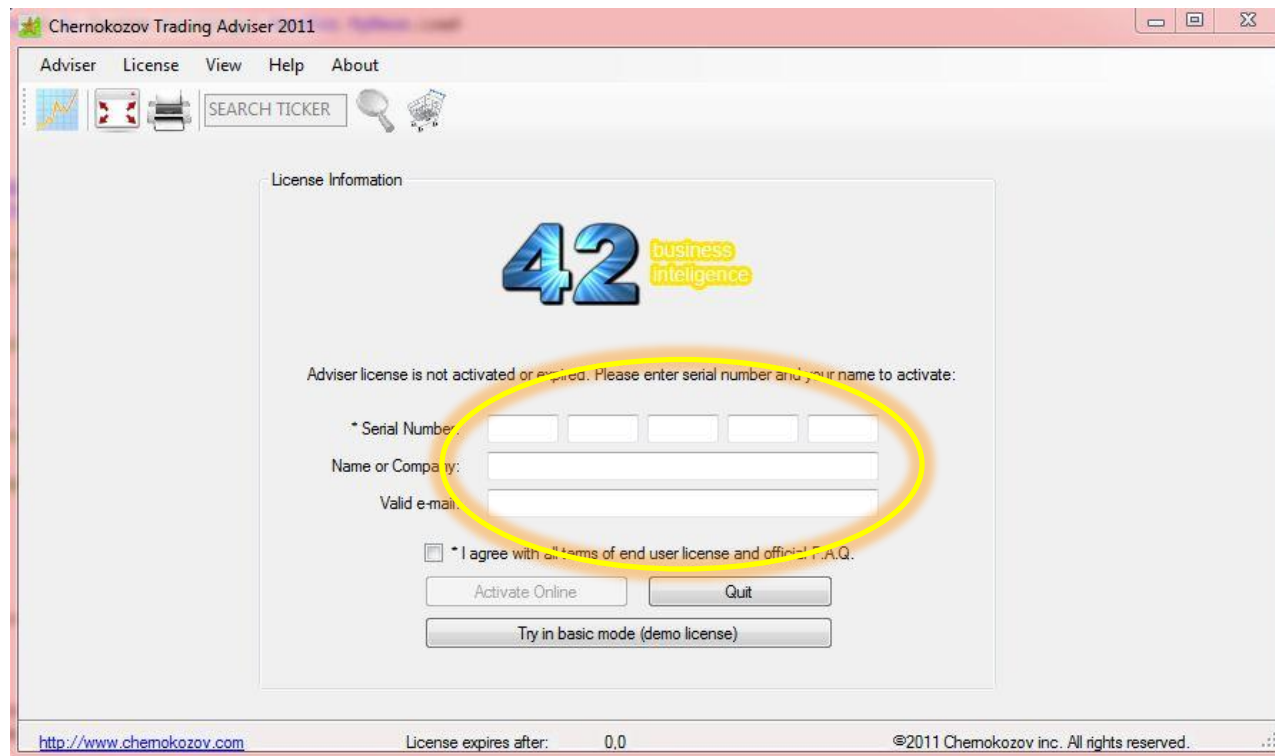 Chernokozov Trading Adviser 2011
Adviser License View Help About
SEARCH TICKER
License Information
42 business
inteligence
Adviser license is not activated or expired. Please enter serial number and your name to activate:
* Serial Number:
Name or Company:
Valid e-mail:
* I agree with all terms of end user license and official F.A.Q.
Activate Online Quit
Try in basic mode (demo license)
http://www.chernokozov.com License expires after: 0,0 ©2011 Chernokozov inc. All rights reserved.